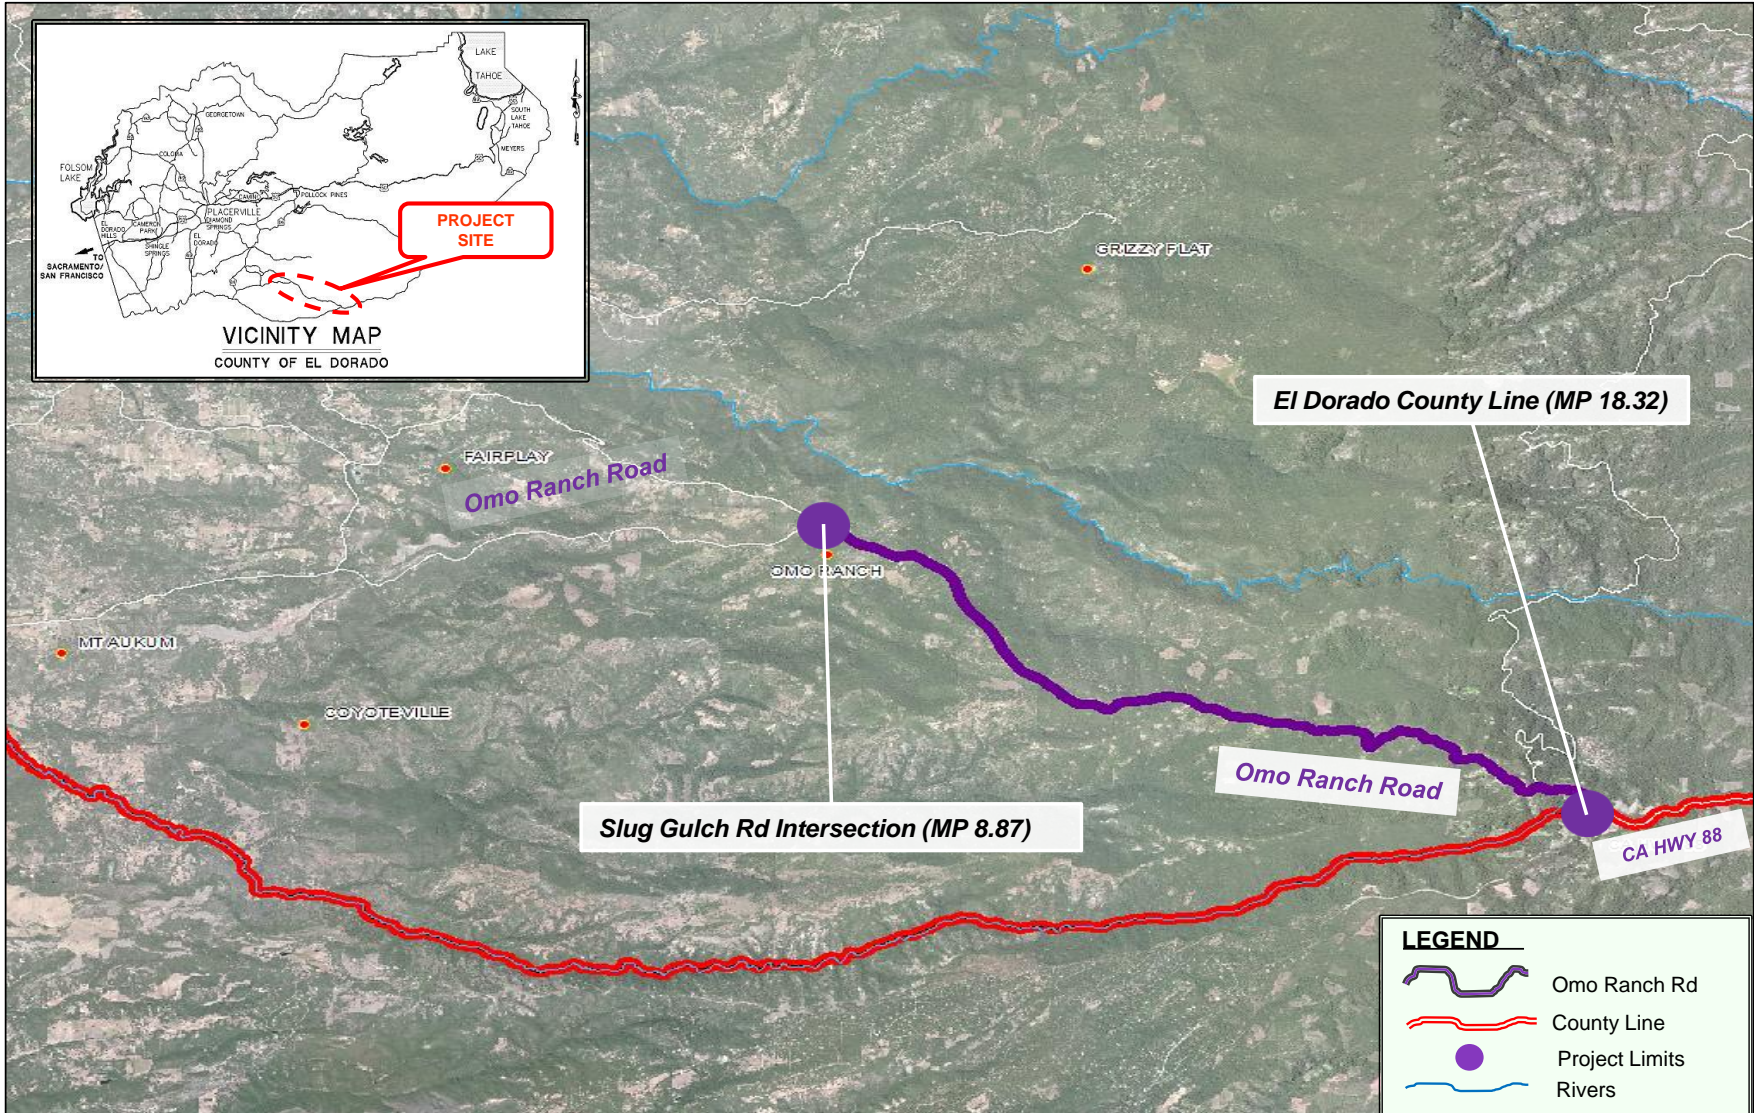 LAKE
TAHOE
SOUTH
LAKE
TAHOE
MEYERS
GEORGETOWN
COLOMA
FOLSOM
LAKE
CAMINO
POLLOCK PINES
PLACERVILLE
DIAMOND
SPRINGS
EL
DORADO
HILLS
CAMERON
PARK
SHINGLE
SPRINGS
EL
DORADO
TO
SACRAMENTO/
SAN FRANCISCO
PROJECT
SITE
VICINITY MAP
COUNTY OF EL DORADO
GRIZZY FLAT
El Dorado County Line (MP 18.32)
FAIRPLAY
Omo Ranch Road
OMO RANCH
MT AUKUM
COYOTEVILLE
Omo Ranch Road
Slug Gulch Rd Intersection (MP 8.87)
CA HWY 88
LEGEND
Omo Ranch Rd
County Line
Project Limits
Rivers